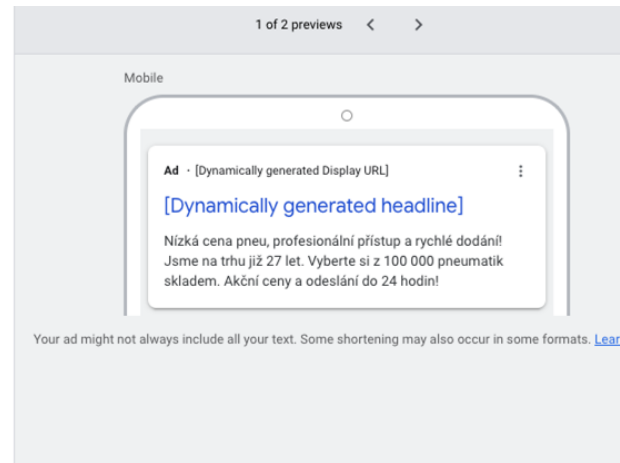 1 of 2 previews
Mobile
Ad · [Dynamically generated Display URL]
[Dynamically generated headline]
Nízká cena pneu, profesionální přístup a rychlé dodání!
Jsme na trhu již 27 let. Vyberte si z 100 000 pneumatik
skladem. Akční ceny a odeslání do 24 hodin!
Your ad might not always include all your text. Some shortening may also occur in some formats. Lear